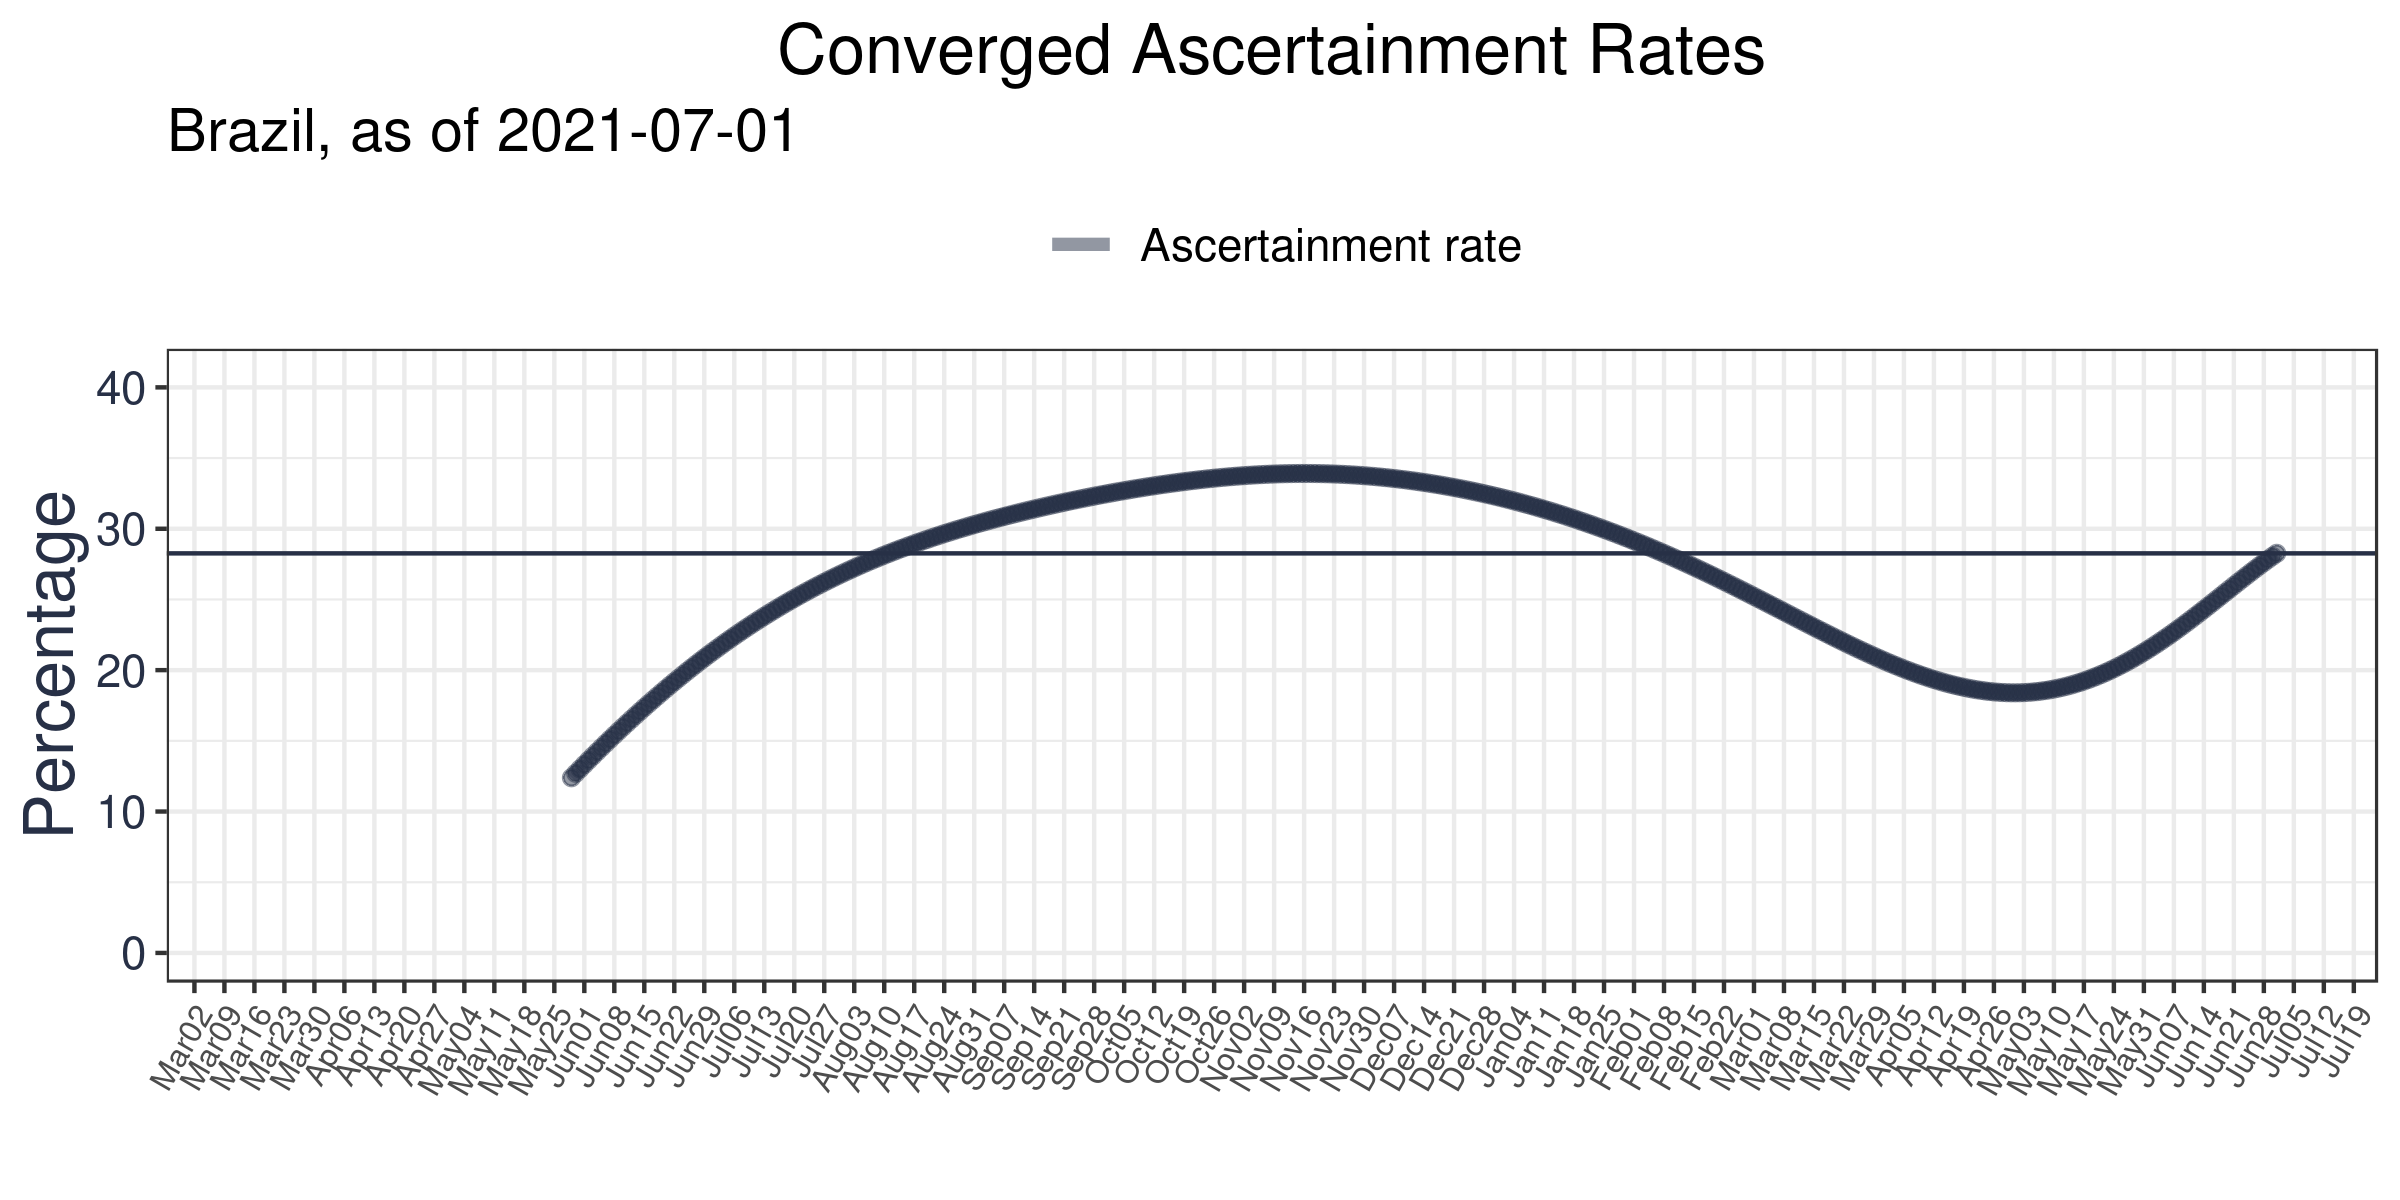 Converged Ascertainment Rates
Brazil, as of 2021-07-01
Ascertainment rate
Percentage
40
30
20
10
0
Mar02
Mar09
Mar16
Mar23
Mar30
Apr06
Apr13
Apr20
Apr27
May04
May11
May18
May25
Jun01
Jun08
Jun15
Jun22
Jun29
Jul06
Jul13
Jul20
Jul27
Aug03
Aug10
Aug17
Aug24
Aug31
Sep07
Sep14
Sep21
Sep28
Oct05
Oct12
Oct19
Oct26
Nov02
Nov09
Nov16
Nov23
Nov30
Dec07
Dec14
Dec21
Dec28
Jan04
Jan11
Jan18
Jan25
Feb01
Feb08
Feb15
Feb22
Mar01
Mar08
Mar15
Mar22
Mar29
Apr05
Apr12
Apr19
Apr26
May03
May10
May17
May24
May31
Jun07
Jun14
Jun21
Jun28
Jul05
Jul12
Jul19